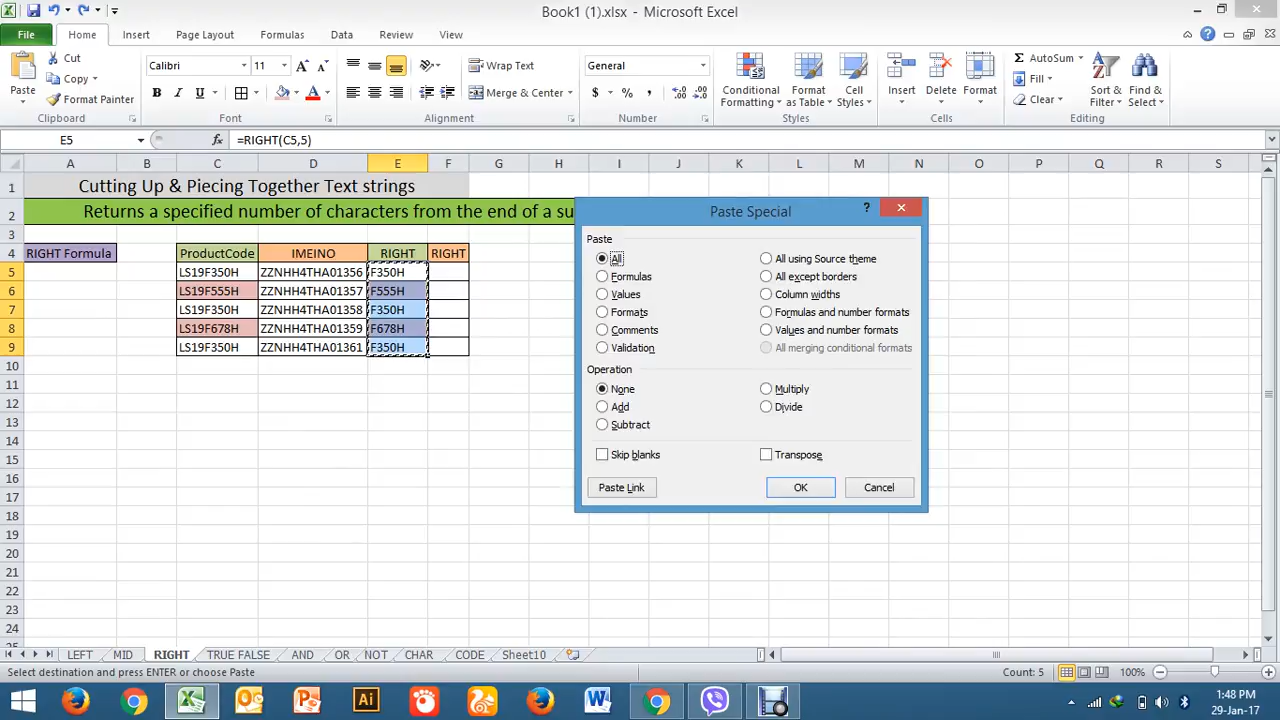 Book1 (1).xlsx - Microsoft Excel
File Home Insert Page Layout Formulas Data Review View
Paste Cut Copy Format Painter Clipboard
Calibri 11 A A B I U A Font
Wrap Text Merge & Center Alignment
General $ % , Number
Conditional Formatting Format as Table Cell Styles Styles
Insert Delete Format Cells
Σ AutoSum Fill Clear Sort & Filter Find & Select Editing
E5 fx =RIGHT(C5,5)
A B C D E F G H I J K L M N O P Q R S
1 Cutting Up & Piecing Together Text strings
2 Returns a specified number of characters from the end of a su
3
4 RIGHT Formula ProductCode IMEINO RIGHT RIGHT
5 LS19F350H ZZNHH4THA01356 F350H
6 LS19F555H ZZNHH4THA01357 F555H
7 LS19F350H ZZNHH4THA01358 F350H
8 LS19F678H ZZNHH4THA01359 F678H
9 LS19F350H ZZNHH4THA01361 F350H
10
11
12
13
14
15
16
17
18
19
20
21
22
23
24
Paste Special ?
Paste
All All using Source theme
Formulas All except borders
Values Column widths
Formats Formulas and number formats
Comments Values and number formats
Validation All merging conditional formats
Operation
None Multiply
Add Divide
Subtract
Skip blanks Transpose
Paste Link OK Cancel
LEFT MID RIGHT TRUE FALSE AND OR NOT CHAR CODE Sheet10
Select destination and press ENTER or choose Paste Count: 5 100%
1:48 PM
29-Jan-17